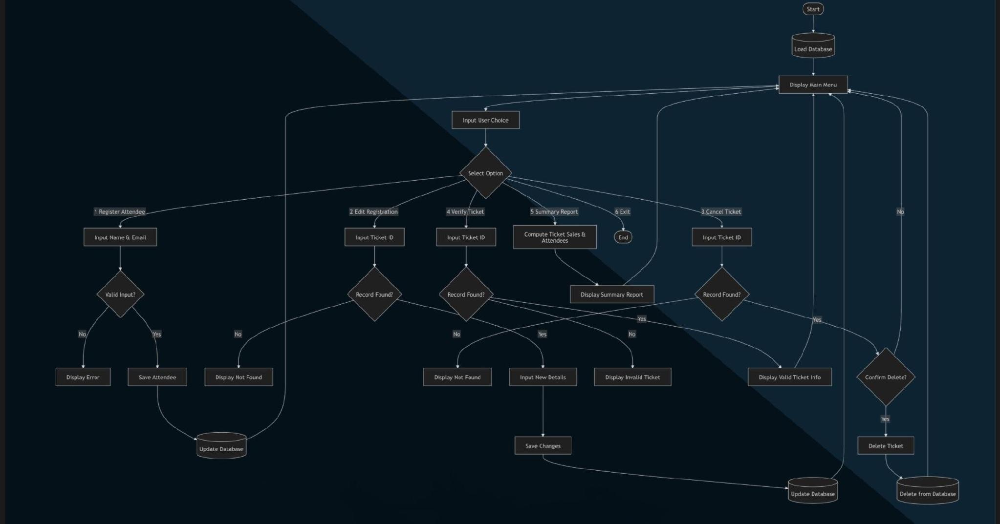 Start
Load Database
Display Main Menu
Input User Choice
Select Option
1 Register Attendee
2 Edit Registration
4 Verify Ticket
5 Summary Report
6 Exit
3 Cancel Ticket
No
Input Name & Email
Input Ticket ID
Input Ticket ID
Compute Ticket Sales &
Attendees
End
Input Ticket ID
Valid Input?
Record Found?
Record Found?
Display Summary Report
Record Found?
Yes
Yes
No
Yes
No
No
Yes
No
Display Error
Save Attendee
Display Not Found
Display Not Found
Input New Details
Display Invalid Ticket
Display Valid Ticket Info
Confirm Delete?
Yes
Update Database
Save Changes
Delete Ticket
Update Database
Delete from Database